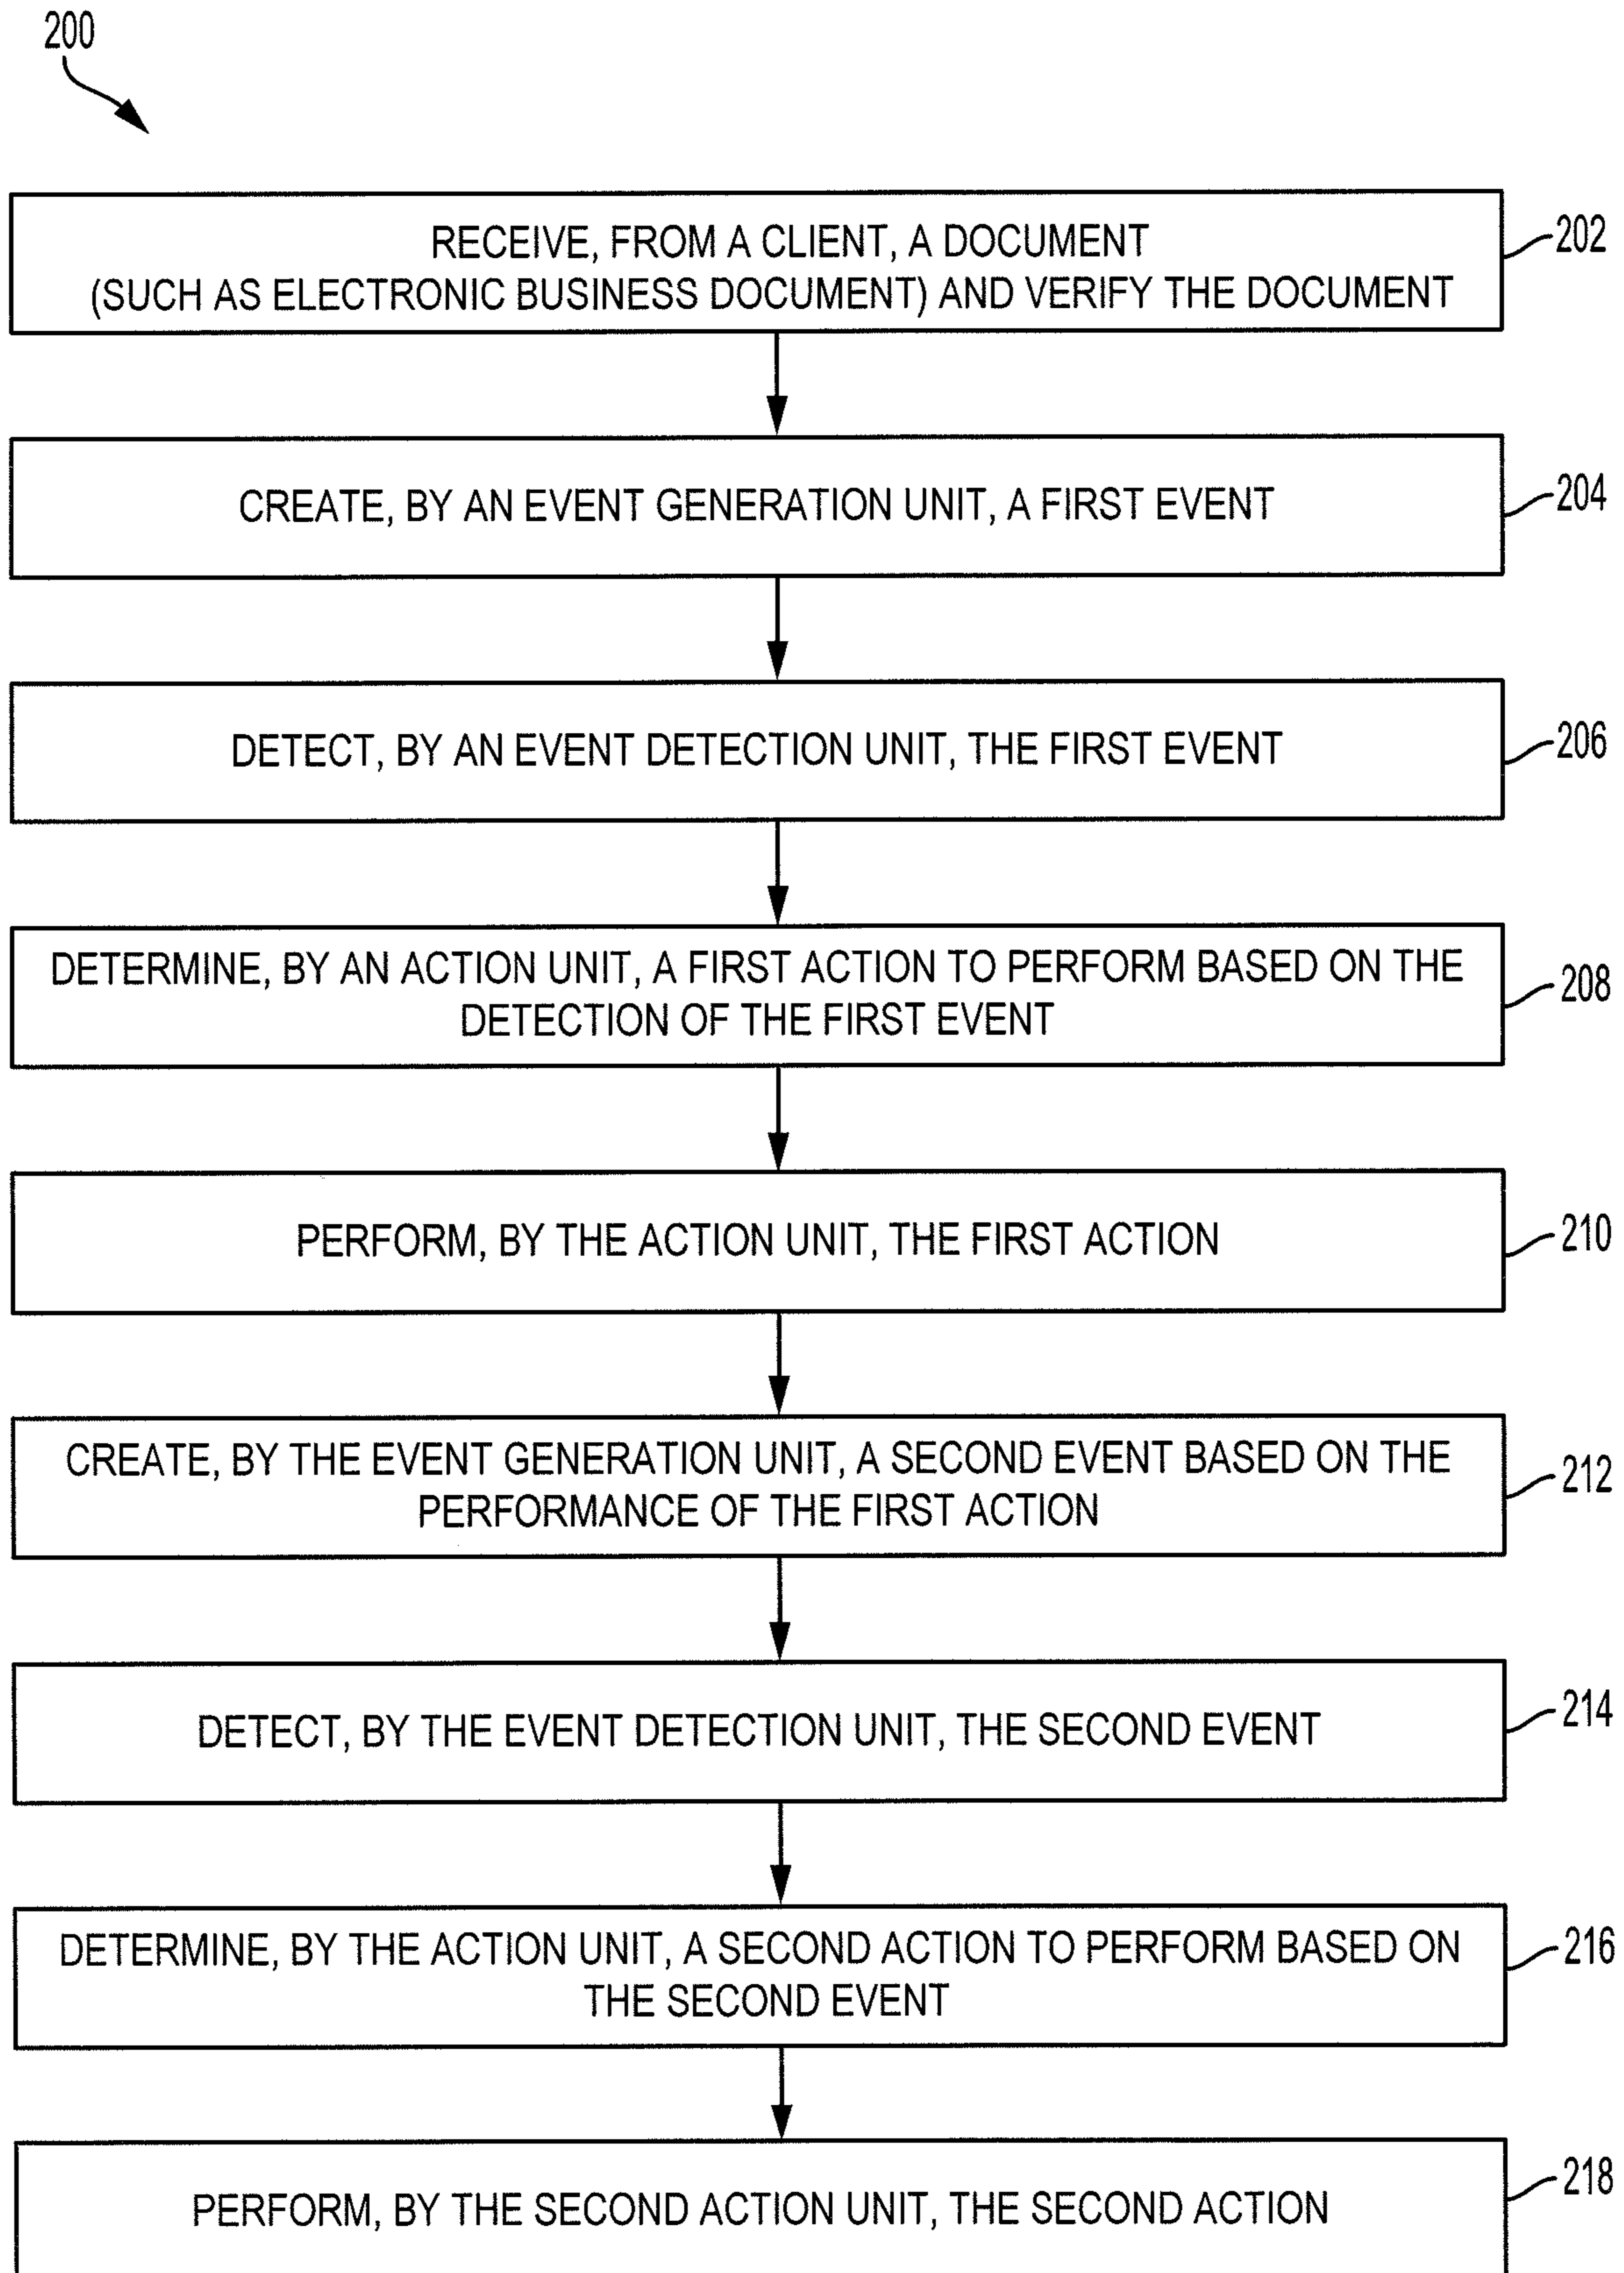 200
RECEIVE, FROM A CLIENT, A DOCUMENT
(SUCH AS ELECTRONIC BUSINESS DOCUMENT) AND VERIFY THE DOCUMENT
202
CREATE, BY AN EVENT GENERATION UNIT, A FIRST EVENT
204
DETECT, BY AN EVENT DETECTION UNIT, THE FIRST EVENT
206
DETERMINE, BY AN ACTION UNIT, A FIRST ACTION TO PERFORM BASED ON THE
DETECTION OF THE FIRST EVENT
208
PERFORM, BY THE ACTION UNIT, THE FIRST ACTION
210
CREATE, BY THE EVENT GENERATION UNIT, A SECOND EVENT BASED ON THE
PERFORMANCE OF THE FIRST ACTION
212
DETECT, BY THE EVENT DETECTION UNIT, THE SECOND EVENT
214
DETERMINE, BY THE ACTION UNIT, A SECOND ACTION TO PERFORM BASED ON
THE SECOND EVENT
216
PERFORM, BY THE SECOND ACTION UNIT, THE SECOND ACTION
218